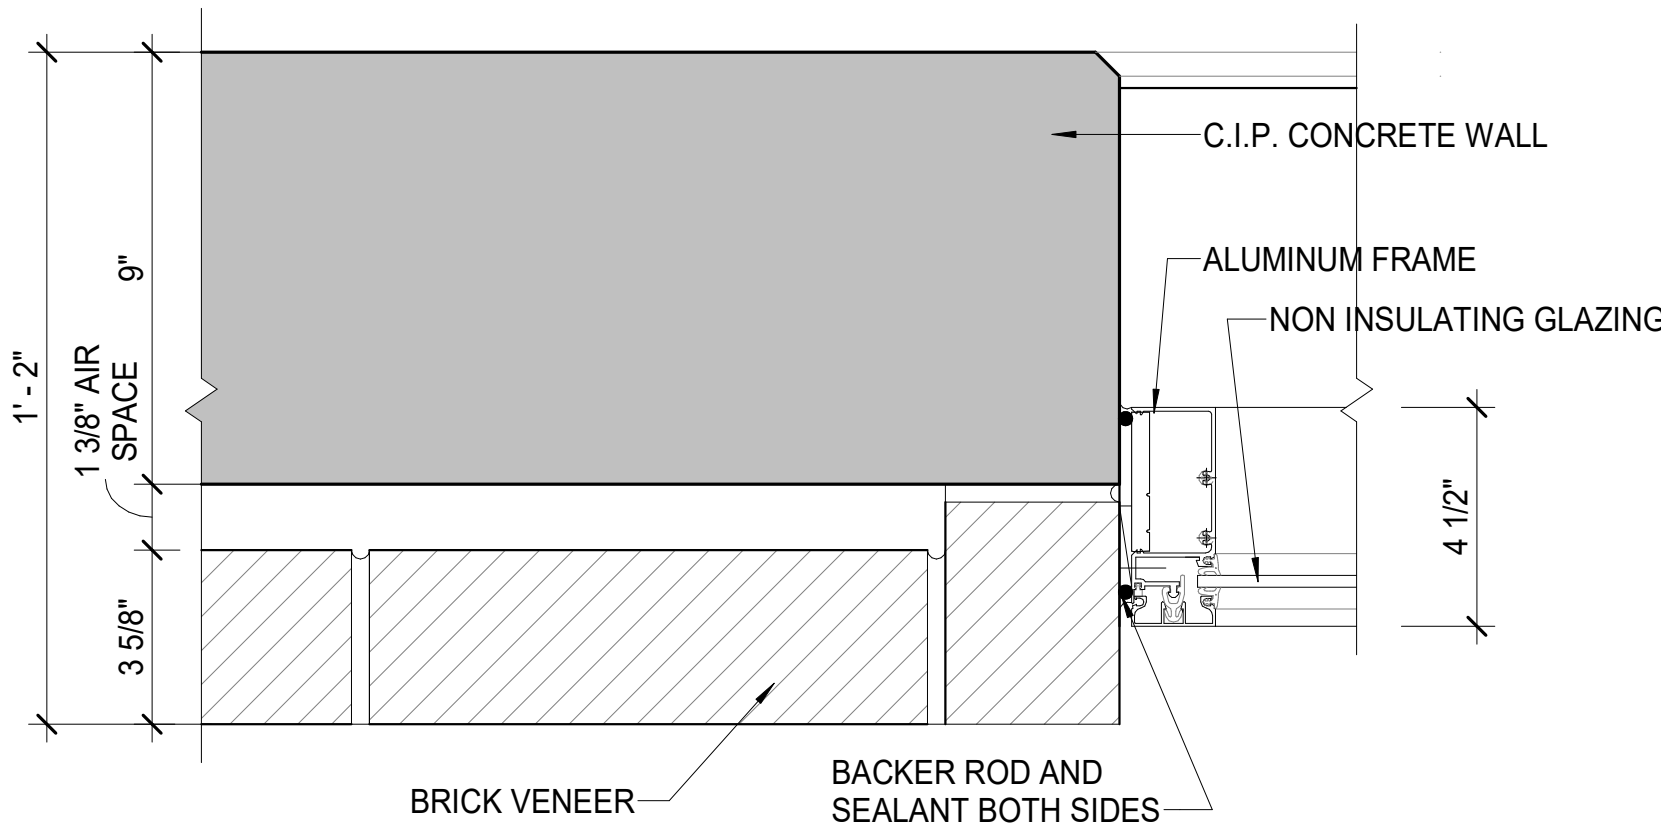 C.I.P. CONCRETE WALL
ALUMINUM FRAME
NON INSULATING GLAZING
9"
1' - 2"
1 3/8" AIR
SPACE
4 1/2"
3 5/8"
BRICK VENEER
BACKER ROD AND
SEALANT BOTH SIDES